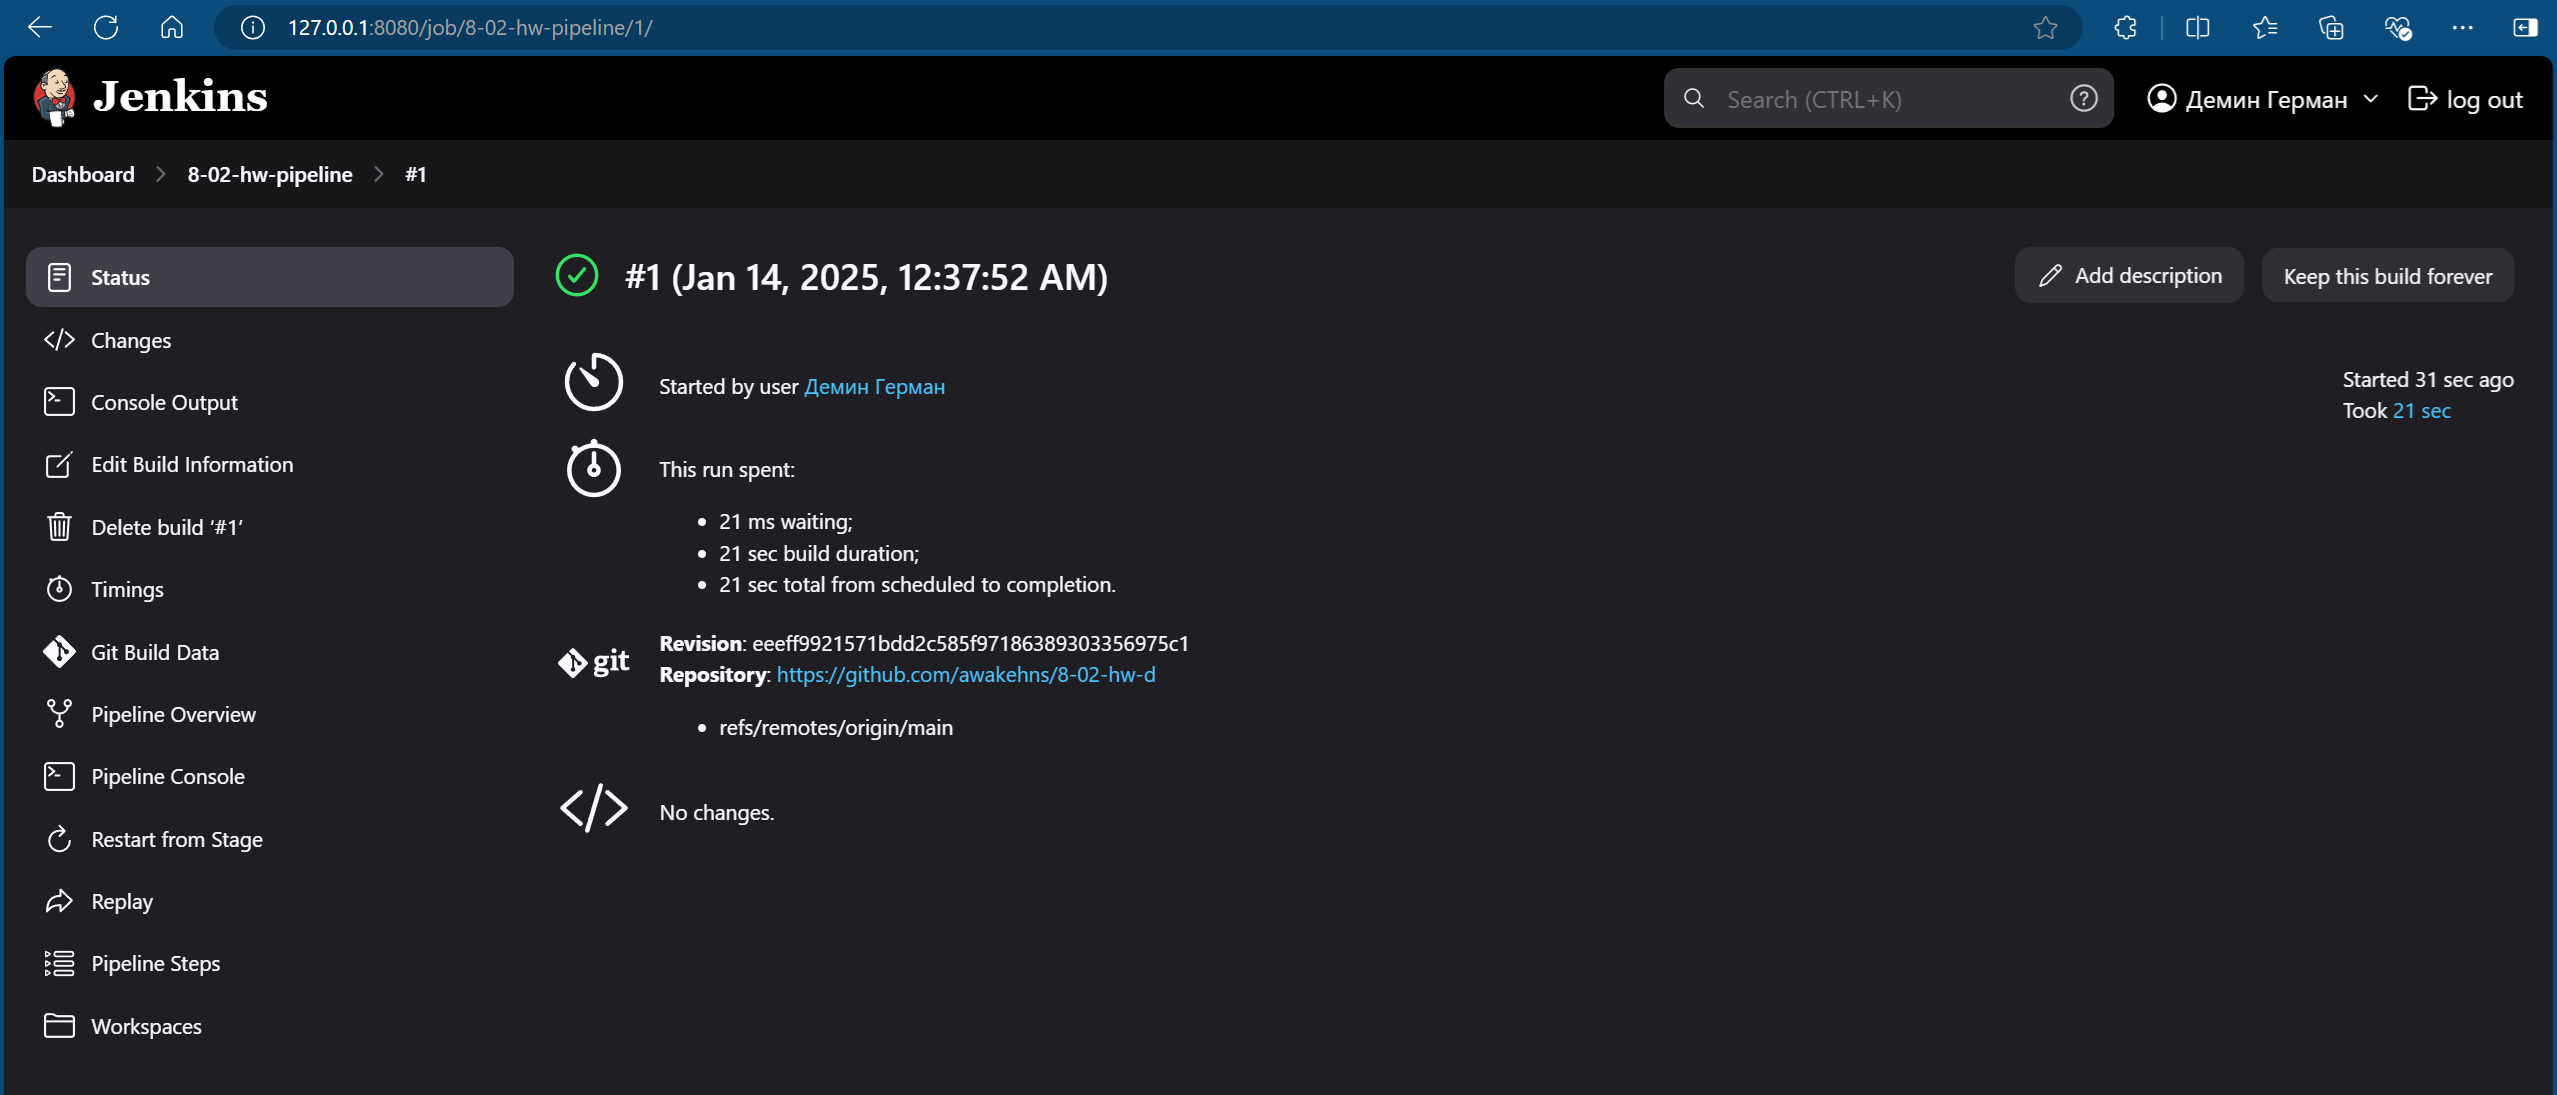 127.0.0.1:8080/job/8-02-hw-pipeline/1/
Jenkins
Search (CTRL+K)
Демин Герман
log out
Dashboard
8-02-hw-pipeline
#1
Status
Changes
Console Output
Edit Build Information
Delete build ‘#1’
Timings
Git Build Data
Pipeline Overview
Pipeline Console
Restart from Stage
Replay
Pipeline Steps
Workspaces
#1 (Jan 14, 2025, 12:37:52 AM)
Add description
Keep this build forever
Started by user Демин Герман
Started 31 sec ago
Took 21 sec
This run spent:
21 ms waiting;
21 sec build duration;
21 sec total from scheduled to completion.
git
Revision: eeeff9921571bdd2c585f97186389303356975c1
Repository: https://github.com/awakehns/8-02-hw-d
refs/remotes/origin/main
No changes.